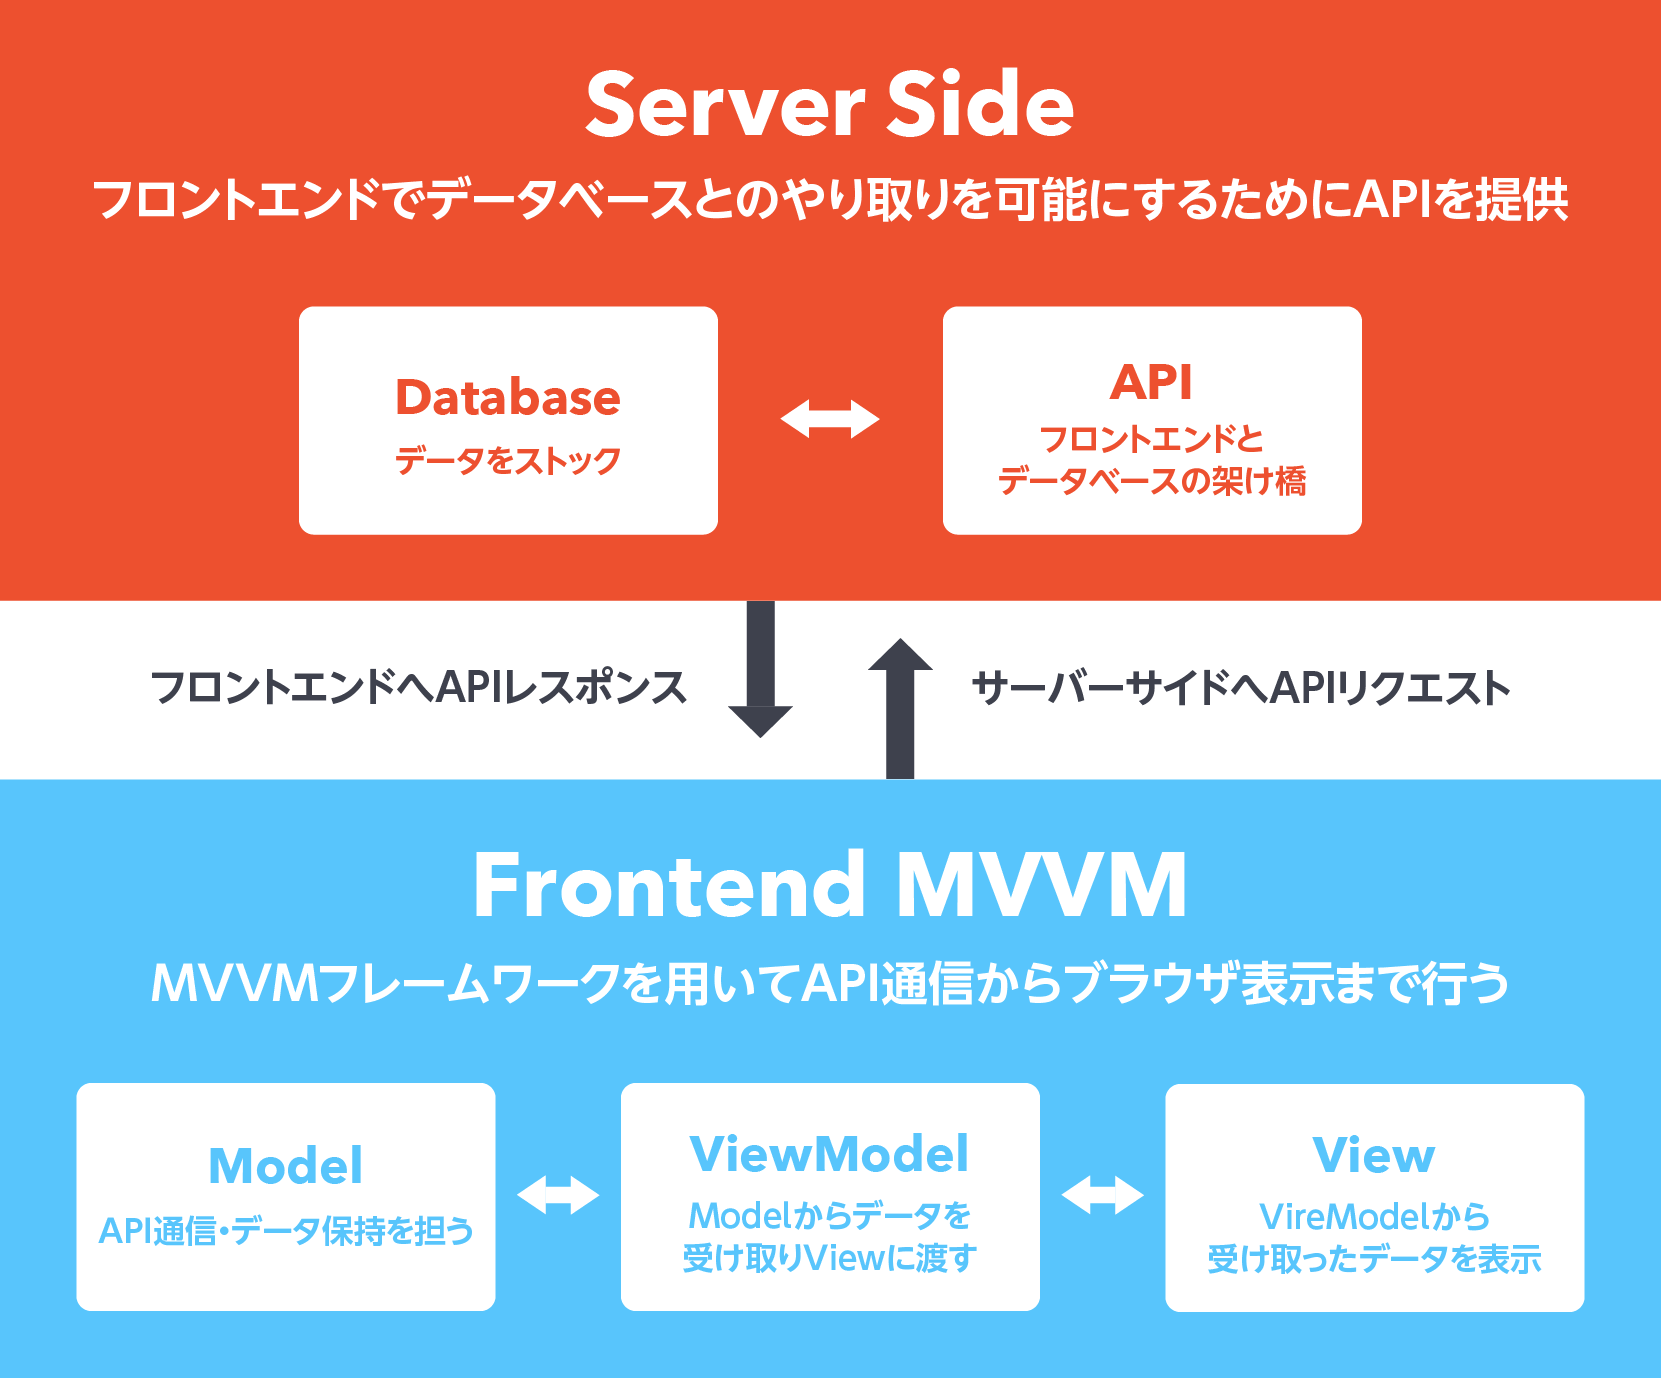 Server Side
フロントエンドでデータベースとのやり取りを可能にするためにAPIを提供
Database
データをストック
API
フロントエンドと
データベースの架け橋
フロントエンドへAPIレスポンス
サーバーサイドへAPIリクエスト
Frontend MVVM
MVVMフレームワークを用いてAPI通信からブラウザ表示まで行う
Model
API通信・データ保持を担う
ViewModel
Modelからデータを
受け取りViewに渡す
View
VireModelから
受け取ったデータを表示